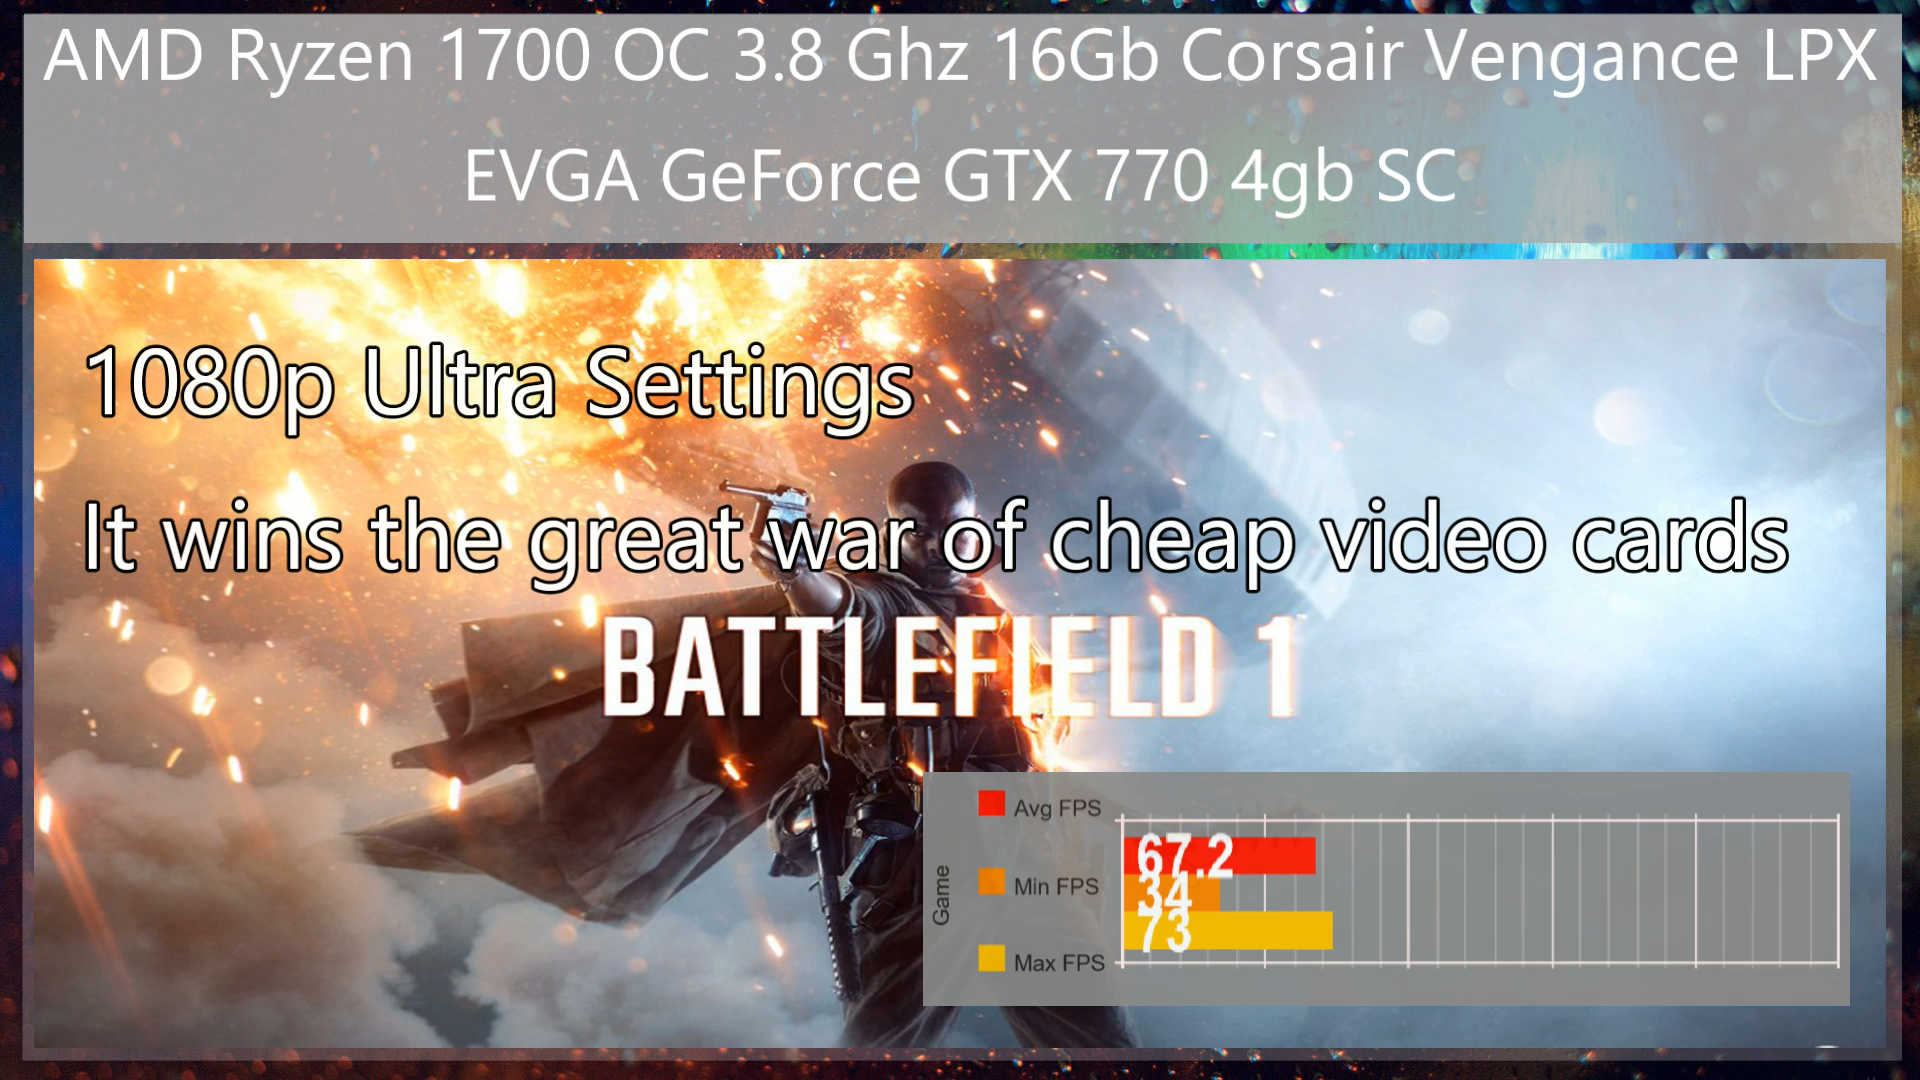 AMD Ryzen 1700 OC 3.8 Ghz 16Gb Corsair Vengance LPX
EVGA GeForce GTX 770 4gb SC
1080p Ultra Settings
It wins the great war of cheap video cards
BATTLEFIELD 1
Game
Avg FPS
Min FPS
Max FPS
67.2
34
73